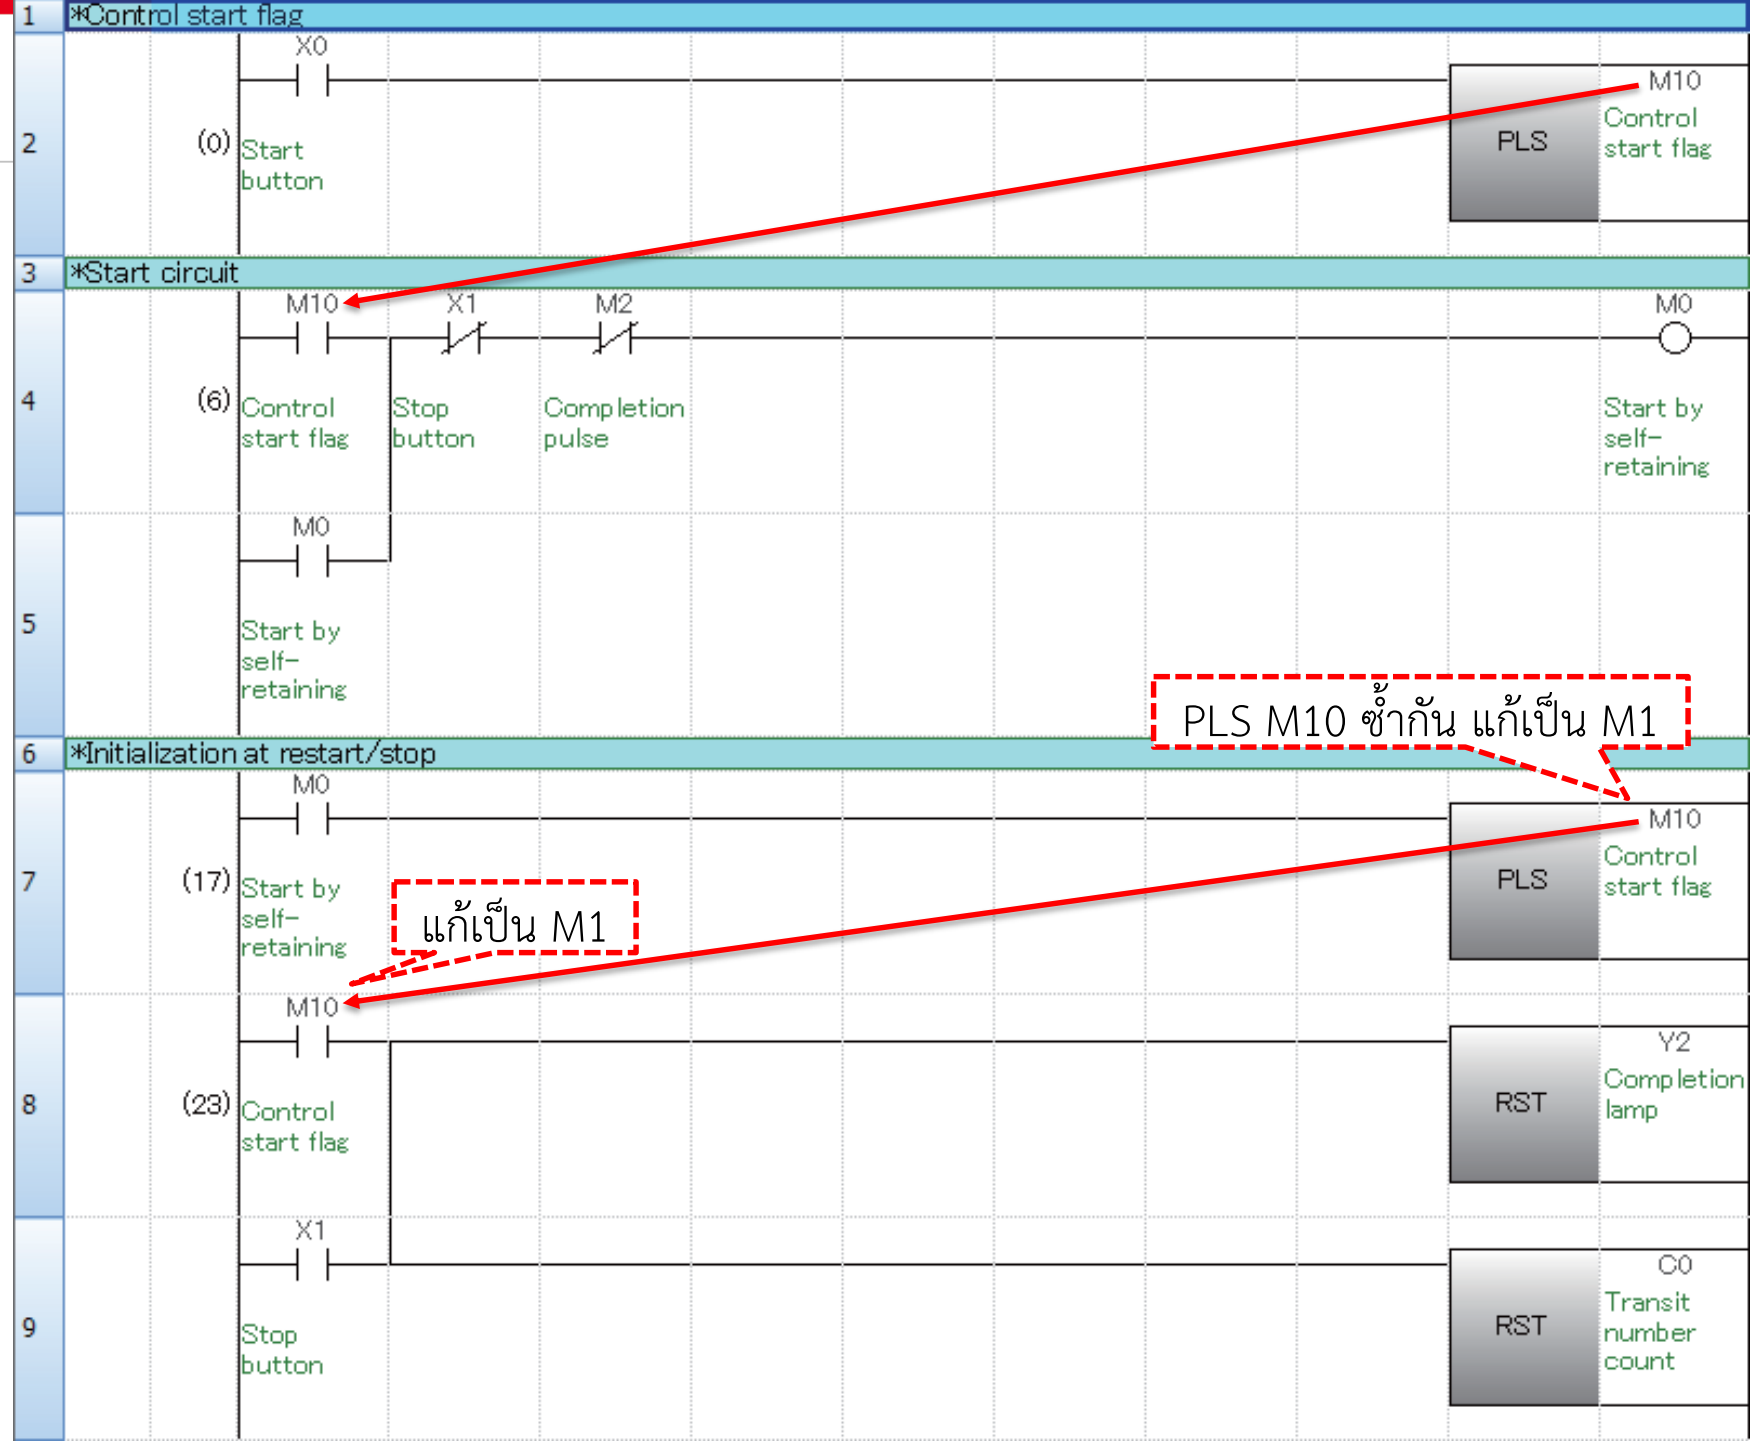 1 *Control start flag
X0
M10
2 (0) Start button PLS Control start flag
3 *Start circuit
M10 X1 M2 M0
4 (6) Control start flag Stop button Completion pulse Start by self-retaining
M0
5 Start by self-retaining
PLS M10 ซ้ำกัน แก้เป็น M1
6 *Initialization at restart/stop
M0
M10
7 (17) Start by self-retaining PLS Control start flag
แก้เป็น M1
M10
Y2
8 (23) Control start flag RST Completion lamp
X1
C0
9 Stop button RST Transit number count